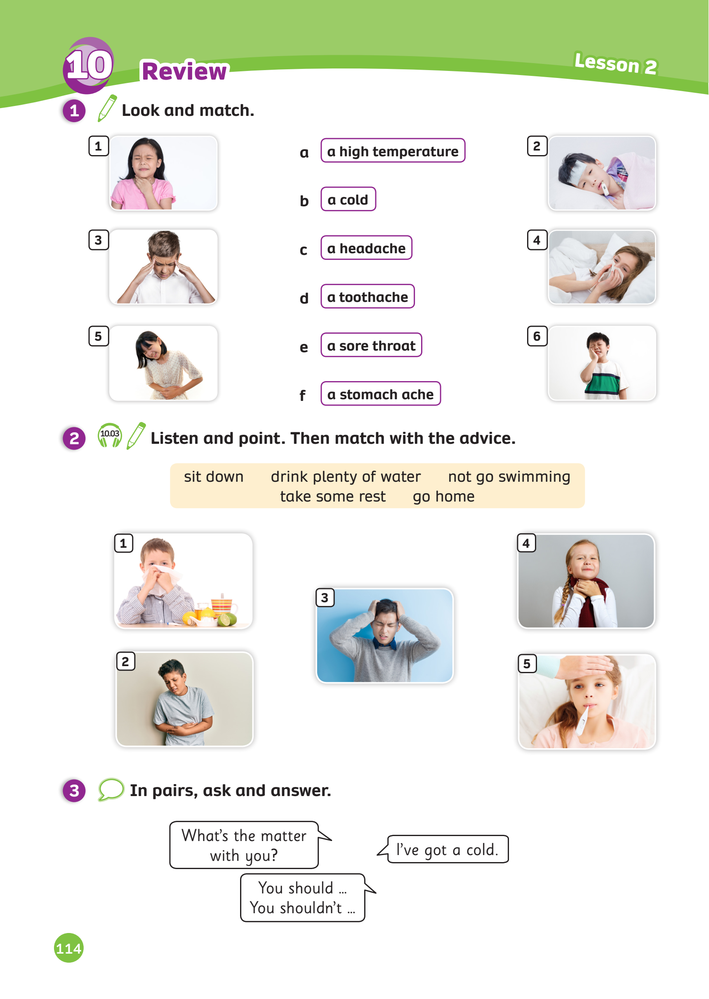 10
Review
Lesson 2
1 Look and match.
1
a a high temperature
2
b a cold
3
c a headache
4
d a toothache
5
e a sore throat
6
f a stomach ache
2 10.03 Listen and point. Then match with the advice.
sit down drink plenty of water not go swimming
take some rest go home
1
4
3
2
5
3 In pairs, ask and answer.
What's the matter
with you?
I've got a cold.
You should ...
You shouldn't ...
114